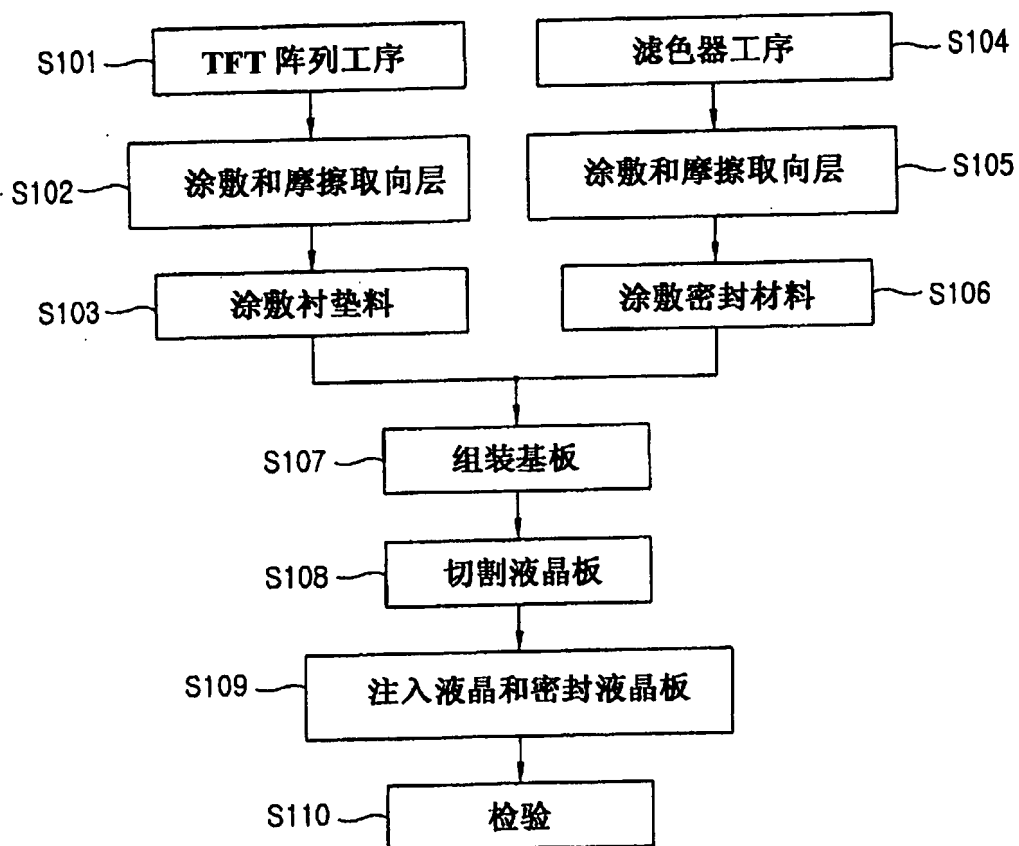 S101
TFT 阵列工序
滤色器工序
S104
S102
涂敷和摩擦取向层
涂敷和摩擦取向层
S105
S103
涂敷衬垫料
涂敷密封材料
S106
S107
组装基板
S108
切割液晶板
S109
注入液晶和密封液晶板
S110
检验